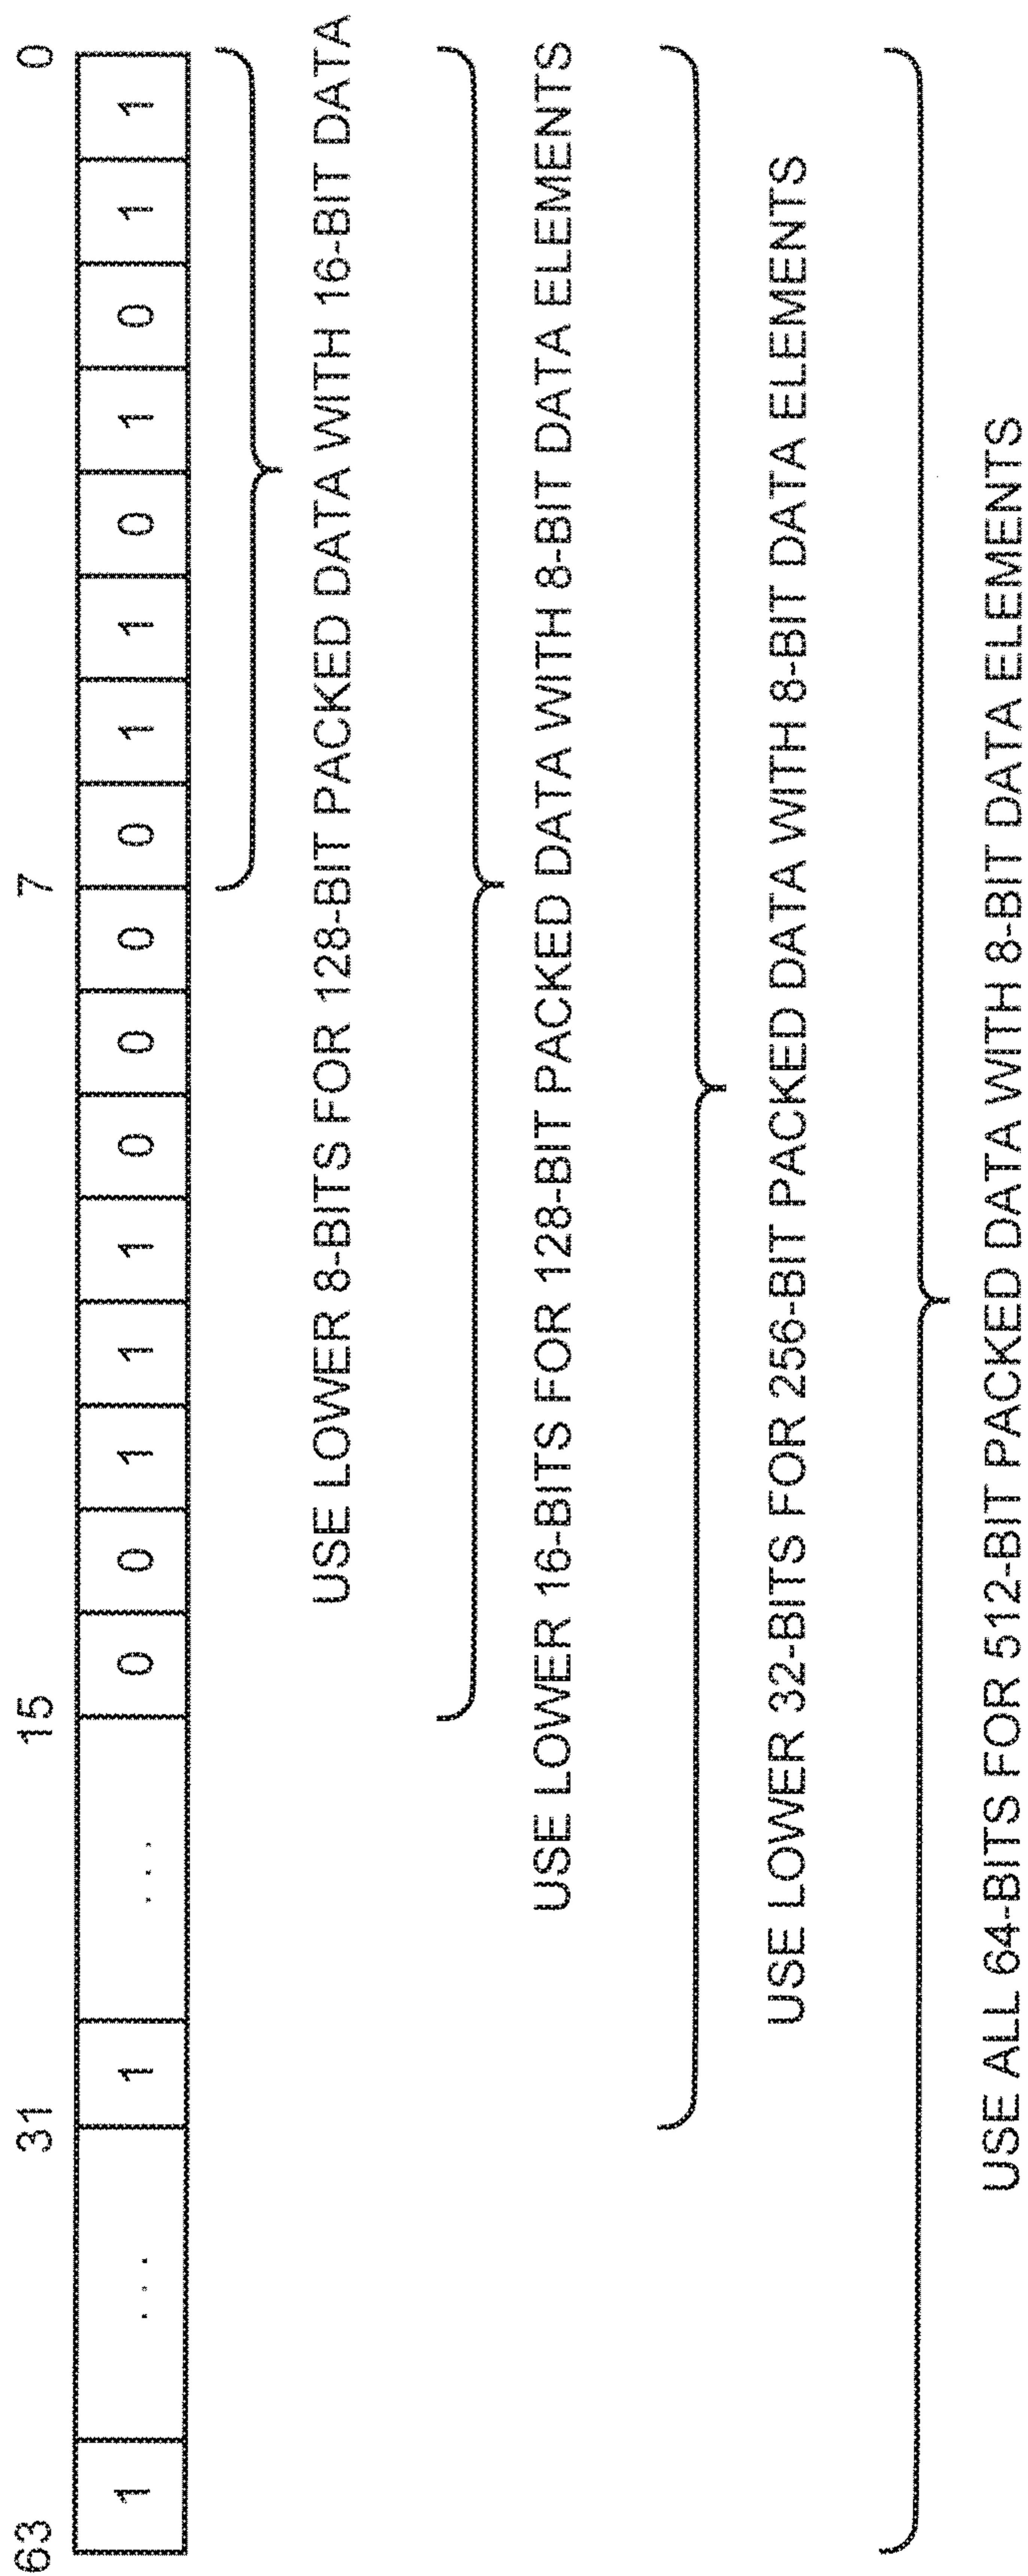 63 31 15 7 0
1 ... 1 ... 0 0 1 1 1 0 0 0 0 1 1 0 1 0 1 1
USE LOWER 8-BITS FOR 128-BIT PACKED DATA WITH 16-BIT DATA
USE LOWER 16-BITS FOR 128-BIT PACKED DATA WITH 8-BIT DATA ELEMENTS
USE LOWER 32-BITS FOR 256-BIT PACKED DATA WITH 8-BIT DATA ELEMENTS
USE ALL 64-BITS FOR 512-BIT PACKED DATA WITH 8-BIT DATA ELEMENTS